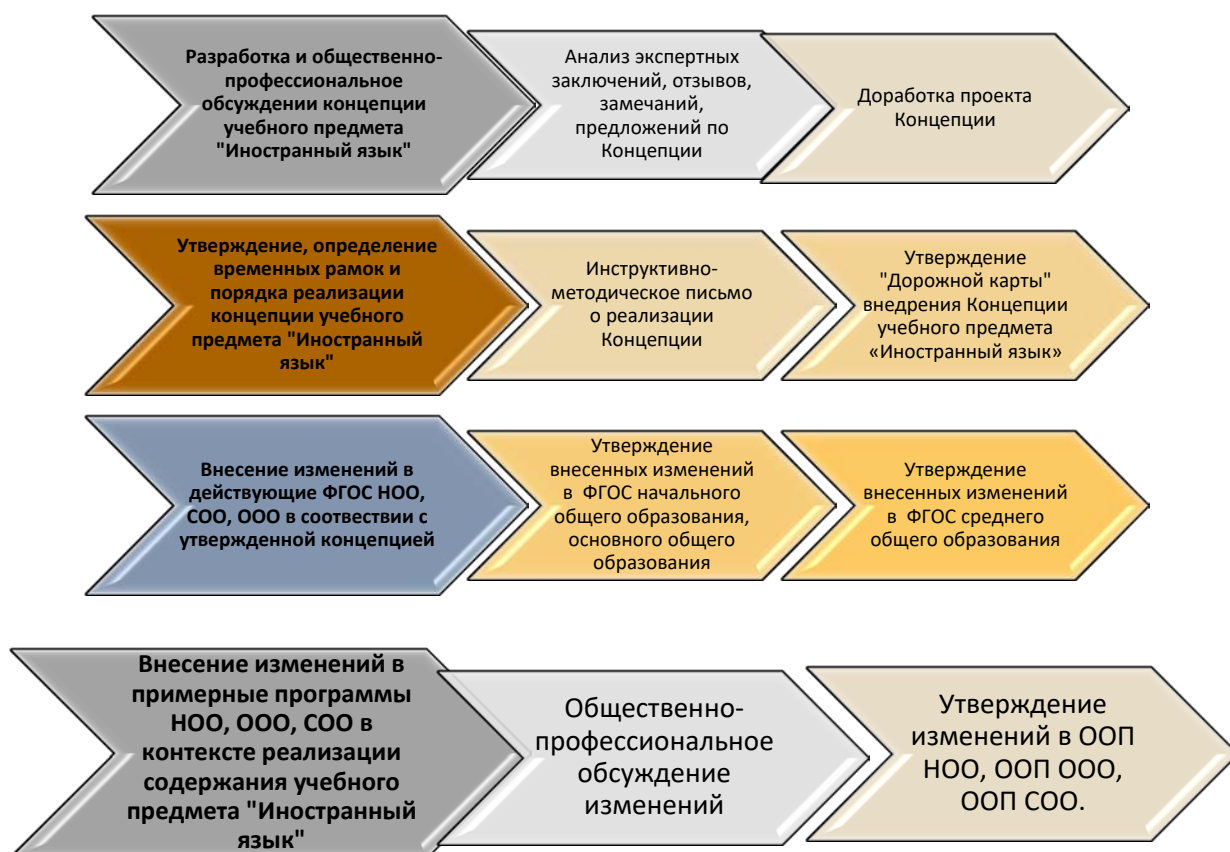 Разработка и общественно-
профессиональное
обсуждении концепции
учебного предмета
"Иностранный язык"
Анализ экспертных
заключений, отзывов,
замечаний,
предложений по
Концепции
Доработка проекта
Концепции
Утверждение, определение
временных рамок и
порядка реализации
концепции учебного
предмета "Иностранный
язык"
Инструктивно-
методическое письмо
о реализации
Концепции
Утверждение
"Дорожной карты"
внедрения Концепции
учебного предмета
«Иностранный язык»
Внесение изменений в
действующие ФГОС НОО,
СОО, ООО в соотвествии с
утвержденной концепцией
Утверждение
внесенных изменений
в ФГОС начального
общего образования,
основного общего
образования
Утверждение
внесенных изменений
в ФГОС среднего
общего образования
Внесение изменений в
примерные программы
НОО, ООО, СОО в
контексте реализации
содержания учебного
предмета "Иностранный
язык"
Общественно-
профессиональное
обсуждение
изменений
Утверждение
изменений в ООП
НОО, ООП ООО,
ООП СОО.